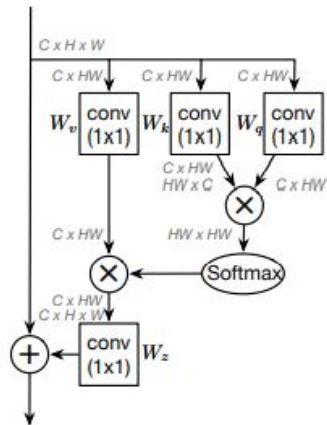 C x H x W
C x HW C x HW C x HW
W_v conv (1x1) W_k conv (1x1) W_q conv (1x1)
C x HW
HW x C C x HW
×
HW x HW
C x HW
× Softmax
C x HW
C x H x W
+ conv (1x1) W_z